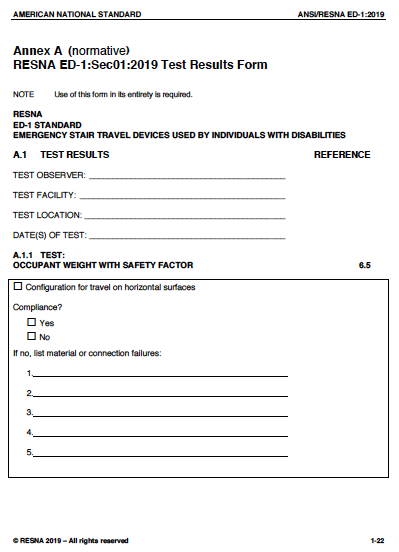 AMERICAN NATIONAL STANDARD ANSI/RESNA ED-1:2019
Annex A (normative)
RESNA ED-1:Sec01:2019 Test Results Form
NOTE Use of this form in its entirety is required.
RESNA
ED-1 STANDARD
EMERGENCY STAIR TRAVEL DEVICES USED BY INDIVIDUALS WITH DISABILITIES
A.1 TEST RESULTS REFERENCE
TEST OBSERVER:
TEST FACILITY:
TEST LOCATION:
DATE(S) OF TEST:
A.1.1 TEST:
OCCUPANT WEIGHT WITH SAFETY FACTOR 6.5
☐ Configuration for travel on horizontal surfaces
Compliance?
☐ Yes
☐ No
If no, list material or connection failures:
1.
2.
3.
4.
5.
© RESNA 2019 – All rights reserved 1-22